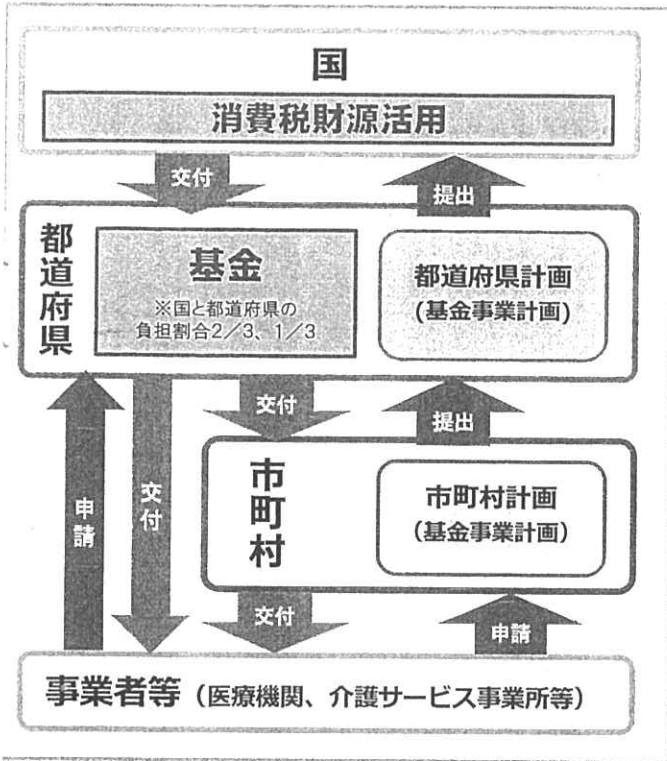 国
消費税財源活用
交付
提出
都道府県
基金
※国と都道府県の
負担割合2／3、1／3
都道府県計画
(基金事業計画)
交付
提出
申請
交付
市町村
市町村計画
(基金事業計画)
交付
申請
事業者等（医療機関、介護サービス事業所等）